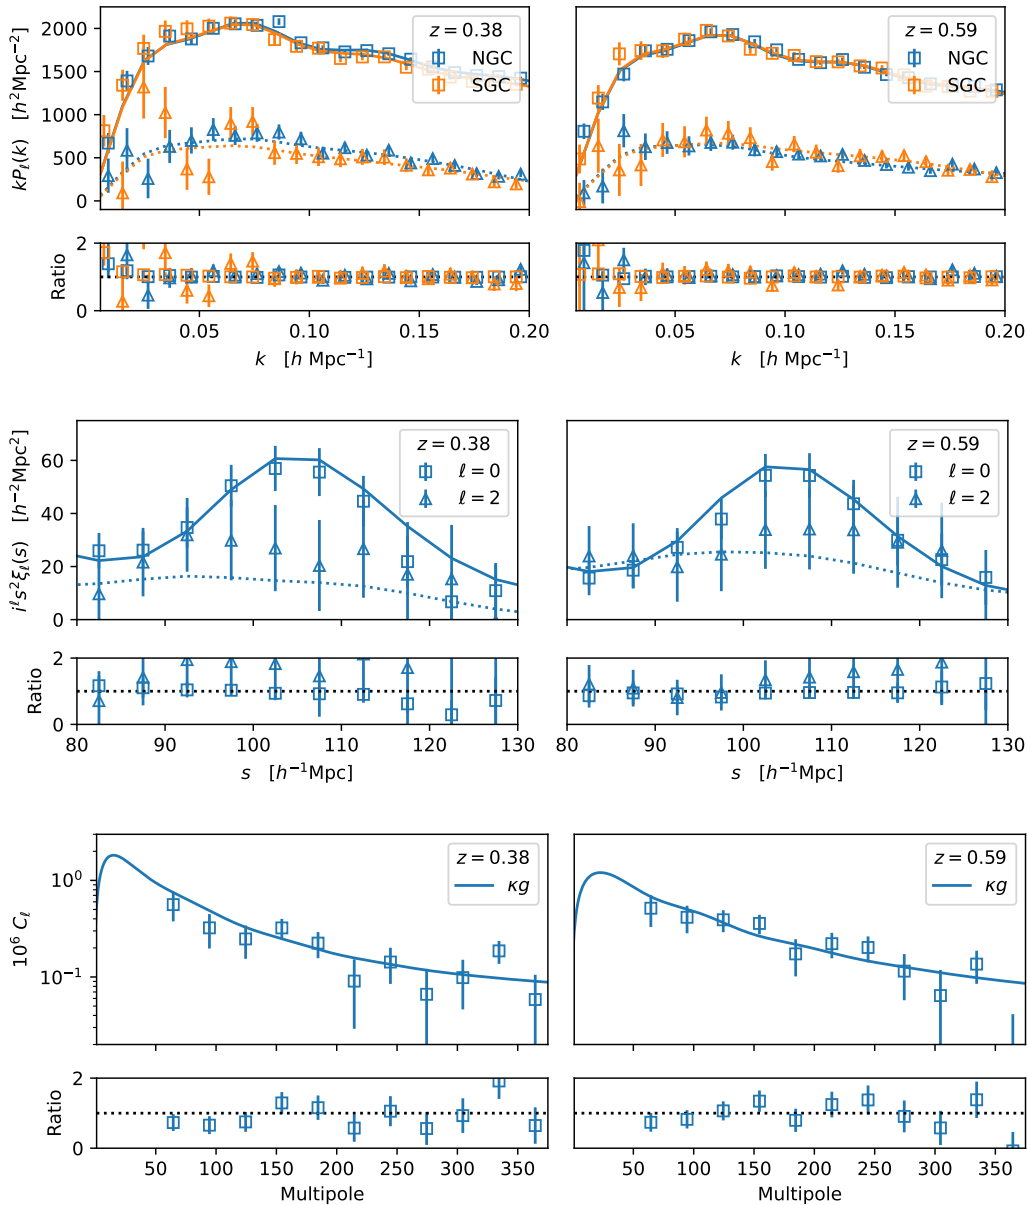 z = 0.38
NGC
SGC
z = 0.59
NGC
SGC
kPℓ(k) [h²Mpc⁻²]
2000
1500
1000
500
0
Ratio
2
1
0
0.05 0.10 0.15 0.20
0.05 0.10 0.15 0.20
k [h Mpc⁻¹]
k [h Mpc⁻¹]
z = 0.38
ℓ = 0
ℓ = 2
z = 0.59
ℓ = 0
ℓ = 2
iℓs²ξℓ(s) [h⁻²Mpc²]
60
40
20
0
Ratio
2
1
0
80 90 100 110 120 130
80 90 100 110 120 130
s [h⁻¹Mpc]
s [h⁻¹Mpc]
z = 0.38
κg
z = 0.59
κg
10⁶ Cℓ
10⁰
10⁻¹
Ratio
2
1
0
50 100 150 200 250 300 350
50 100 150 200 250 300 350
Multipole
Multipole